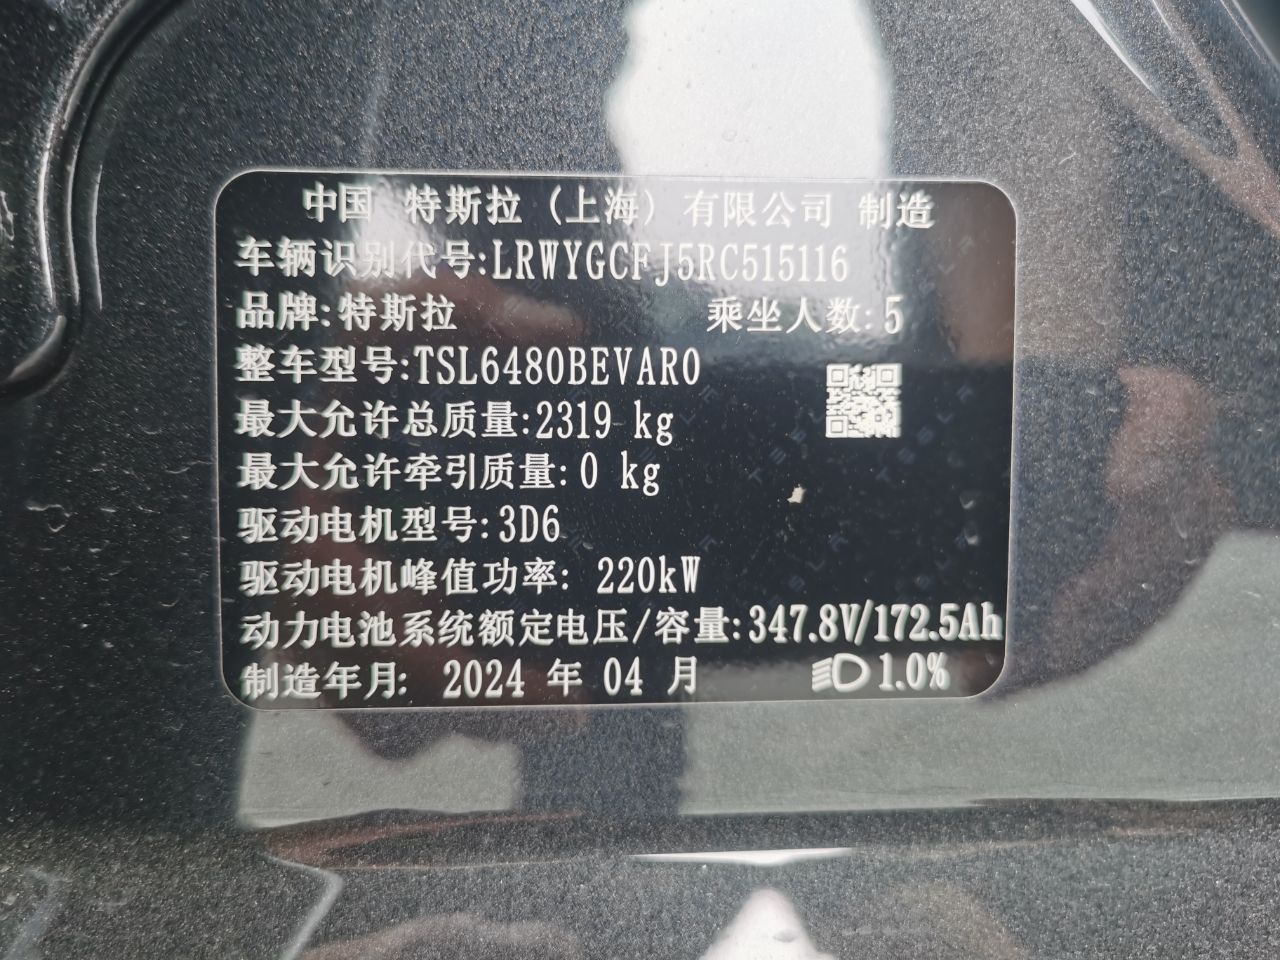 中国 特斯拉 (上海) 有限公司 制造
车辆识别代号:LRWYGCFJ5RC515116
品牌:特斯拉 乘坐人数:5
整车型号:TSL6480BEVAR0
最大允许总质量:2319 kg
最大允许牵引质量:0 kg
驱动电机型号:3D6
驱动电机峰值功率: 220kW
动力电池系统额定电压/容量:347.8V/172.5Ah
制造年月: 2024 年 04 月 1.0%